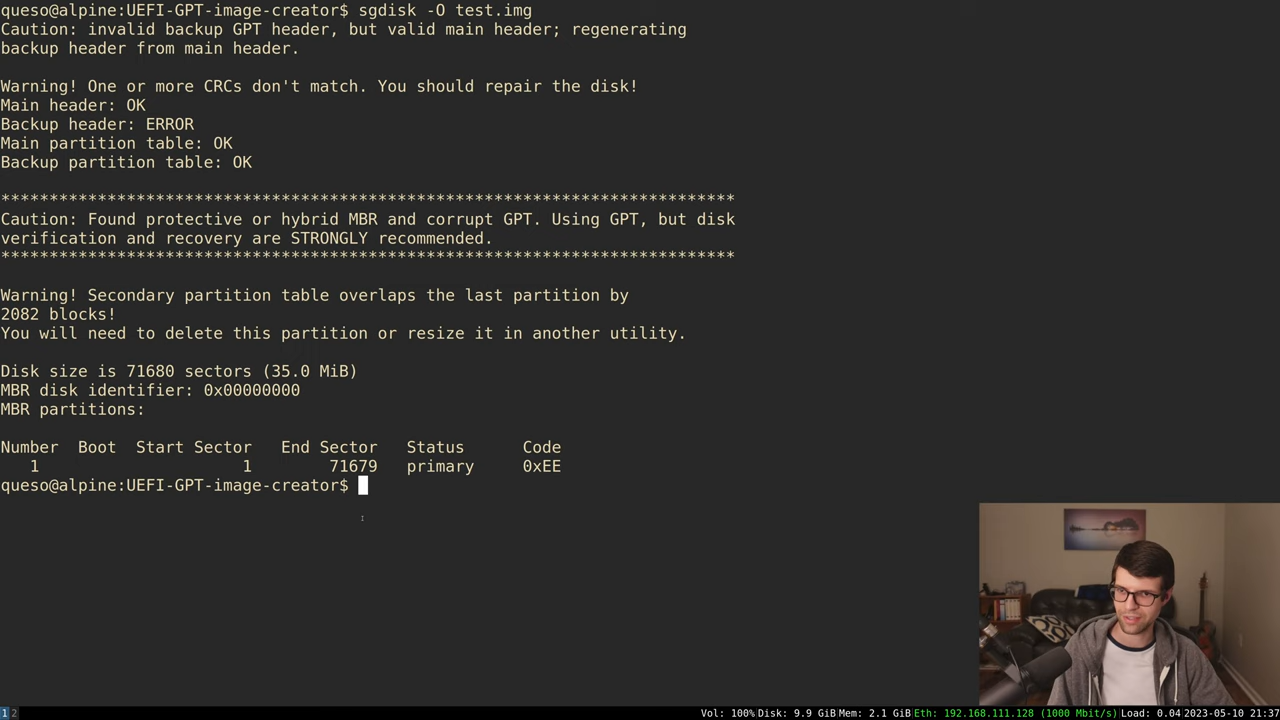 queso@alpine:UEFI-GPT-image-creator$ sgdisk -O test.img
Caution: invalid backup GPT header, but valid main header; regenerating
backup header from main header.
Warning! One or more CRCs don't match. You should repair the disk!
Main header: OK
Backup header: ERROR
Main partition table: OK
Backup partition table: OK
****************************************************************************
Caution: Found protective or hybrid MBR and corrupt GPT. Using GPT, but disk
verification and recovery are STRONGLY recommended.
****************************************************************************
Warning! Secondary partition table overlaps the last partition by
2082 blocks!
You will need to delete this partition or resize it in another utility.
Disk size is 71680 sectors (35.0 MiB)
MBR disk identifier: 0x00000000
MBR partitions:
Number  Boot  Start Sector   End Sector   Status      Code
   1                     1        71679   primary     0xEE
queso@alpine:UEFI-GPT-image-creator$
1 2 Vol: 100% Disk: 9.9 GiB Mem: 2.1 GiB Eth: 192.168.111.128 (1000 Mbit/s) Load: 0.04 2023-05-10 21:37